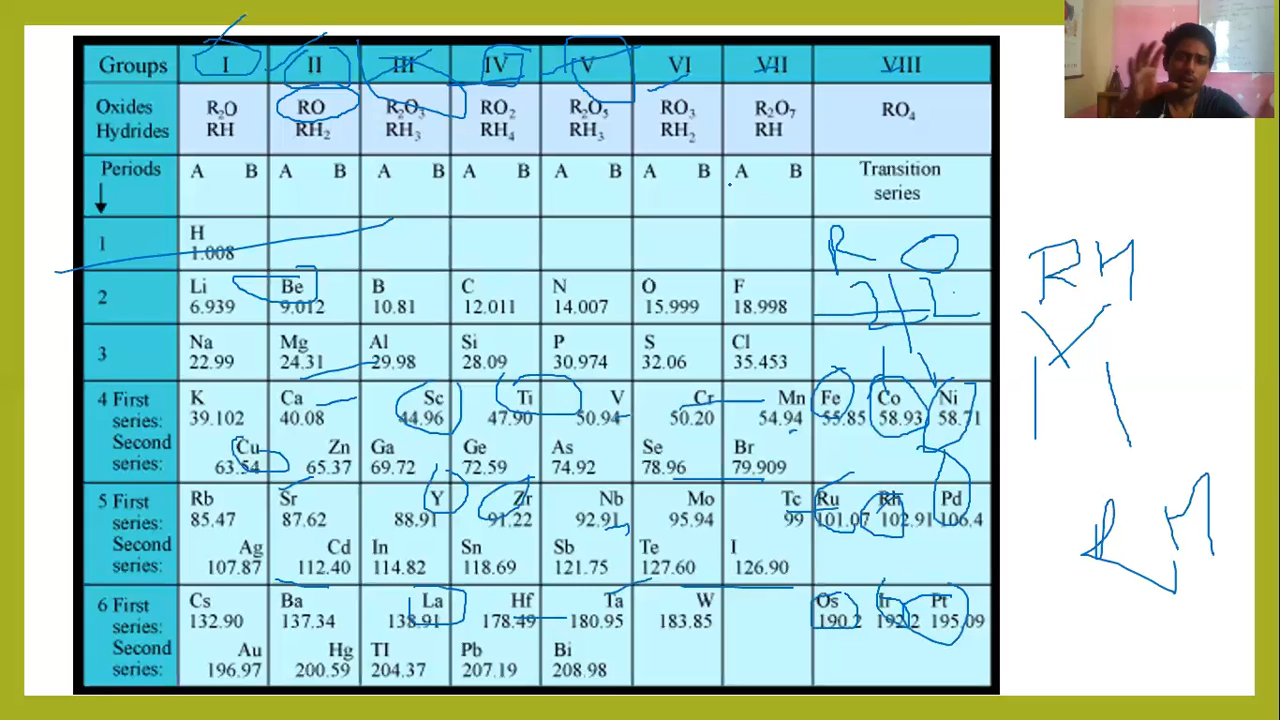 Groups I II III IV V VI VII VIII
Oxides R₂O RO R₂O₃ RO₂ R₂O₅ RO₃ R₂O₇ RO₄
Hydrides RH RH₂ RH₃ RH₄ RH₃ RH₂ RH
Periods A B A B A B A B A B A B A B Transition
series
1 H
1.008
R O
2 Li Be B C N O F
6.939 9.012 10.81 12.011 14.007 15.999 18.998
3 Na Mg Al Si P S Cl
22.99 24.31 29.98 28.09 30.974 32.06 35.453
4 First K Ca Sc Ti V Cr Mn Fe Co Ni
series: 39.102 40.08 44.96 47.90 50.94 50.20 54.94 55.85 58.93 58.71
Second Cu Zn Ga Ge As Se Br
series: 63.54 65.37 69.72 72.59 74.92 78.96 79.909
5 First Rb Sr Y Zr Nb Mo Tc Ru Rh Pd
series: 85.47 87.62 88.91 91.22 92.91 95.94 99 101.07 102.91 106.4
Second Ag Cd In Sn Sb Te I
series: 107.87 112.40 114.82 118.69 121.75 127.60 126.90
6 First Cs Ba La Hf Ta W Os Ir Pt
series: 132.90 137.34 138.91 178.49 180.95 183.85 190.2 192.2 195.09
Second Au Hg Tl Pb Bi
series: 196.97 200.59 204.37 207.19 208.98
RH
1 1
RH